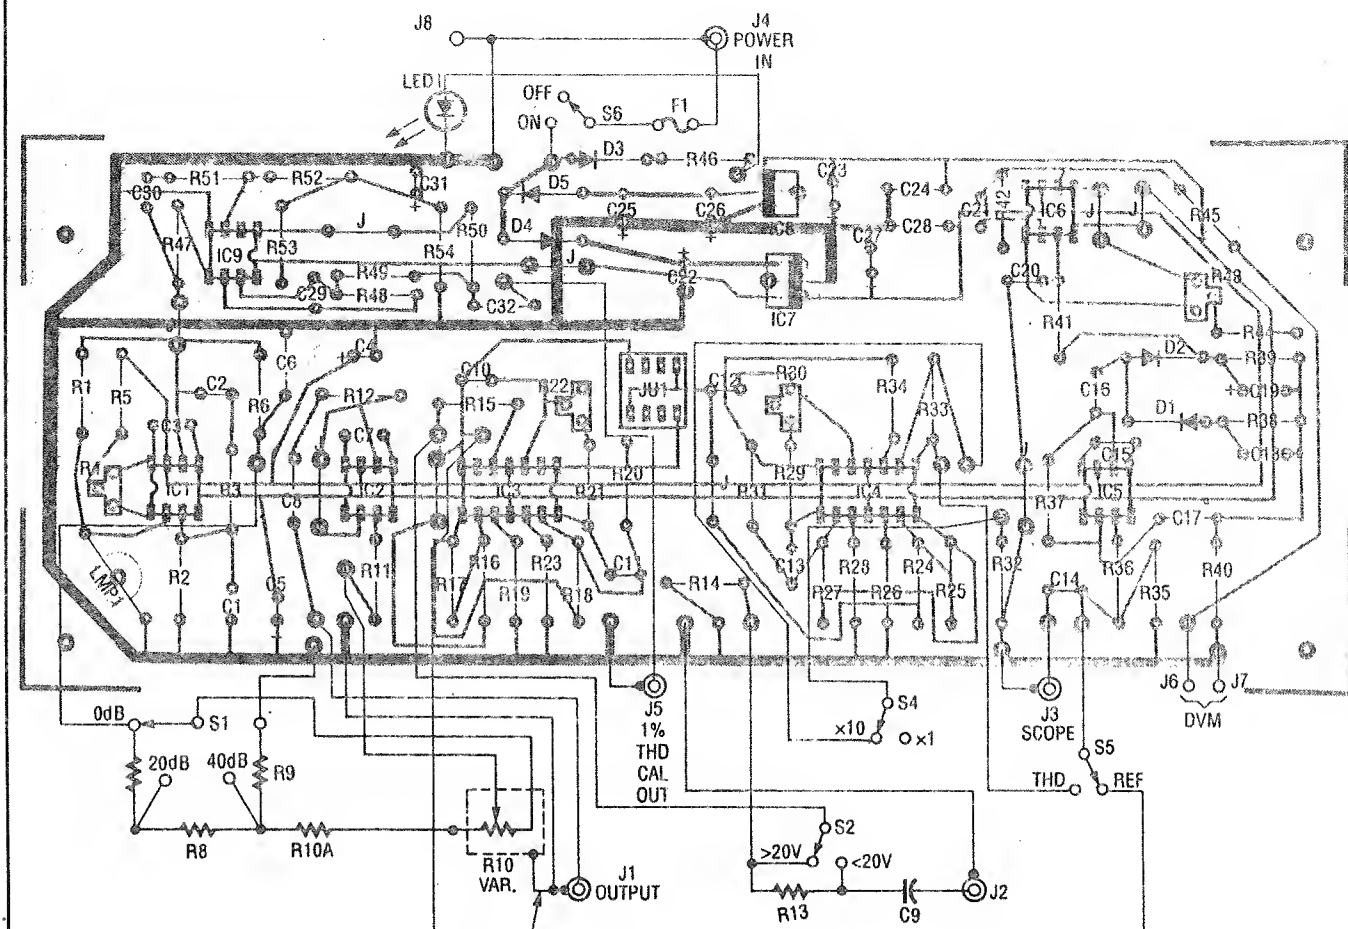 J8
J4
POWER
IN
LED1
OFF
S6
F1
ON
D3
R46
R51
R52
C31
D5
C23
C24
R42
C30
C21
IC6
J
J
R45
R47
R53
J
R54
R50
D4
C25
C26
IC8
C27
C28
IC9
R49
J
C22
C20
R43
C29
R48
C32
IC7
R41
R44
C6
C4
D2
R39
R1
R5
C2
R6
R12
C10
R22
JU1
C12
R30
R34
C16
C19
R15
R33
D1
R38
C3
C7
R20
J
R29
J
C15
C18
R4
IC1
R3
C8
IC2
IC3
R21
R31
IC4
R37
IC5
C17
LMP1
R2
C5
R11
R17
R16
R23
C11
R14
C13
R28
R24
R32
C14
R36
R40
C1
R19
R18
R27
R26
R25
R35
0dB
S1
J5
1%
THD
CAL
OUT
S4
x10
x1
J3
SCOPE
J6
J7
DVM
S5
20dB
40dB
R9
THD
REF
R8
R10A
R10
VAR.
S2
>20V
<20V
J1
OUTPUT
R13
C9
J2